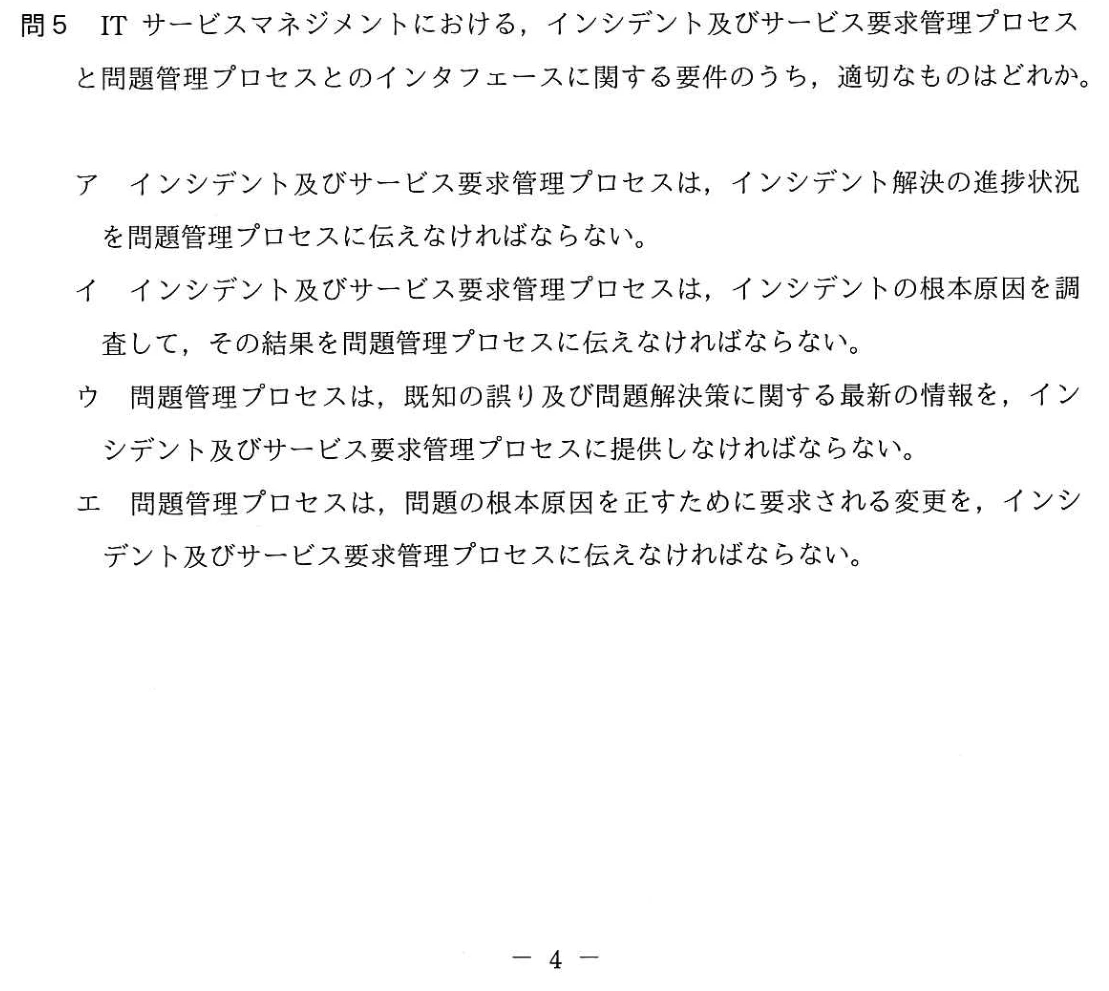 問5 IT サービスマネジメントにおける，インシデント及びサービス要求管理プロセス
と問題管理プロセスとのインタフェースに関する要件のうち，適切なものはどれか。
ア インシデント及びサービス要求管理プロセスは，インシデント解決の進捗状況
を問題管理プロセスに伝えなければならない。
イ インシデント及びサービス要求管理プロセスは，インシデントの根本原因を調
査して，その結果を問題管理プロセスに伝えなければならない。
ウ 問題管理プロセスは，既知の誤り及び問題解決策に関する最新の情報を，イン
シデント及びサービス要求管理プロセスに提供しなければならない。
エ 問題管理プロセスは，問題の根本原因を正すために要求される変更を，インシ
デント及びサービス要求管理プロセスに伝えなければならない。
－ 4 －